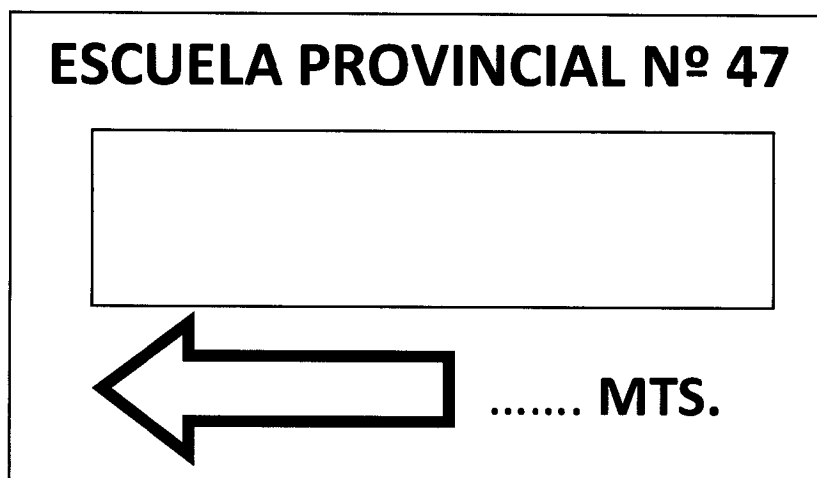 ESCUELA PROVINCIAL Nº 47
....... MTS.